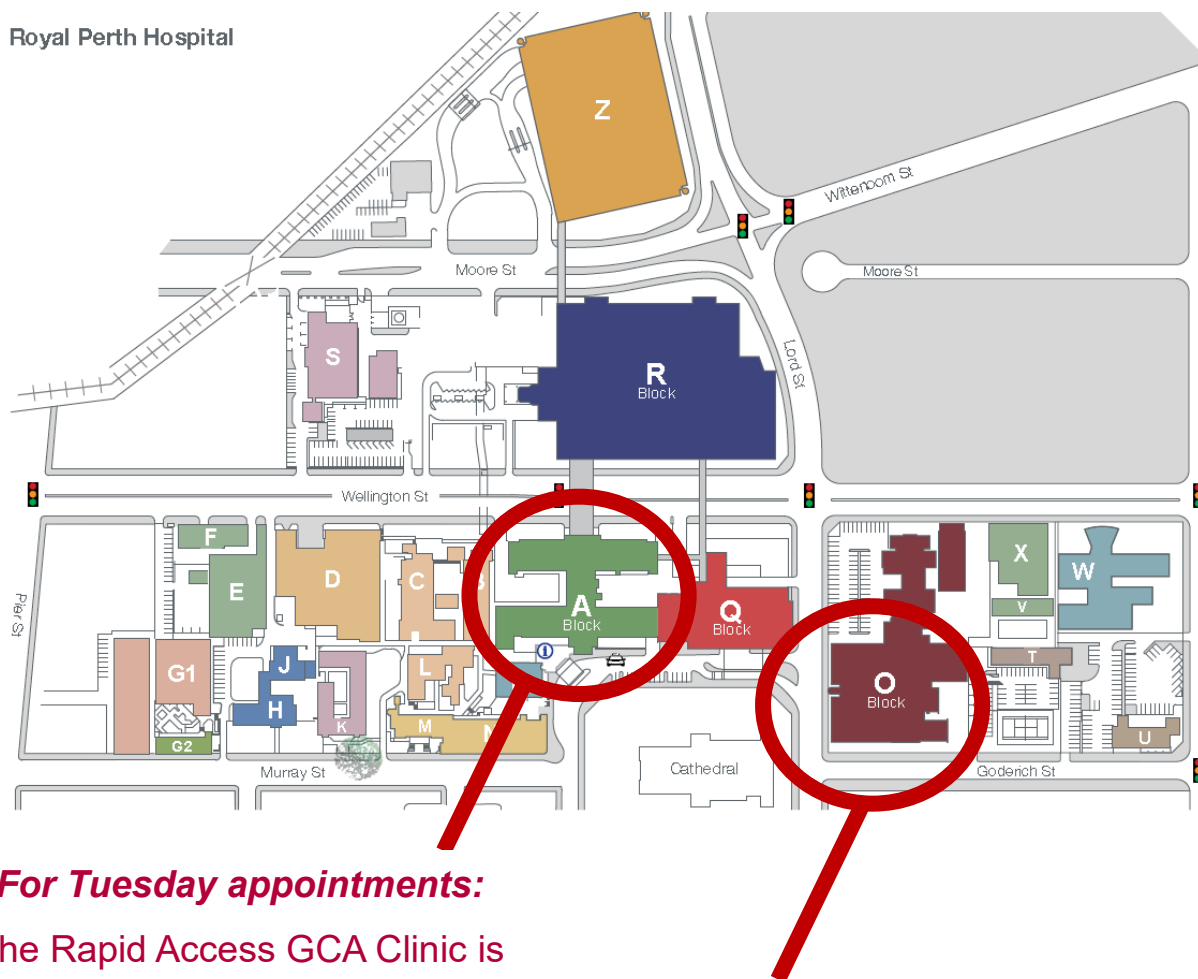 Royal Perth Hospital
Z
Wittenoom St
Moore St
Moore St
S
R
Block
Lord St
Wellington St
F
E
D
C
B
A
Block
Q
Block
X
V
W
Pier St
G1
J
H
K
L
i
O
Block
T
M
N
G2
U
Murray St
Cathedral
Goderich St
For Tuesday appointments:
he Rapid Access GCA Clinic is